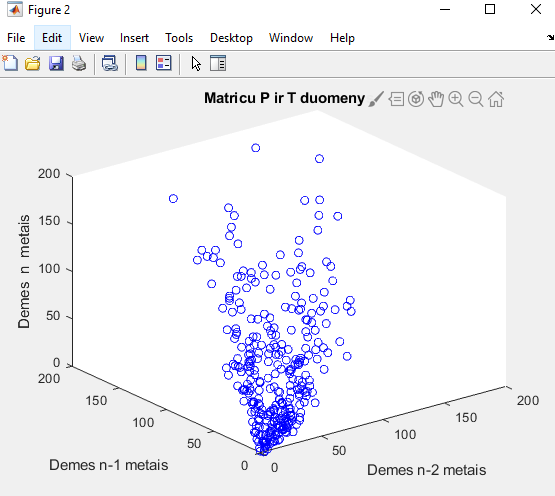 Figure 2
File Edit View Insert Tools Desktop Window Help
Matricu P ir T duomeny
200
150
100
50
0
Demes n metais
200
150
100
50
0
Demes n-1 metais
0
50
100
150
200
Demes n-2 metais